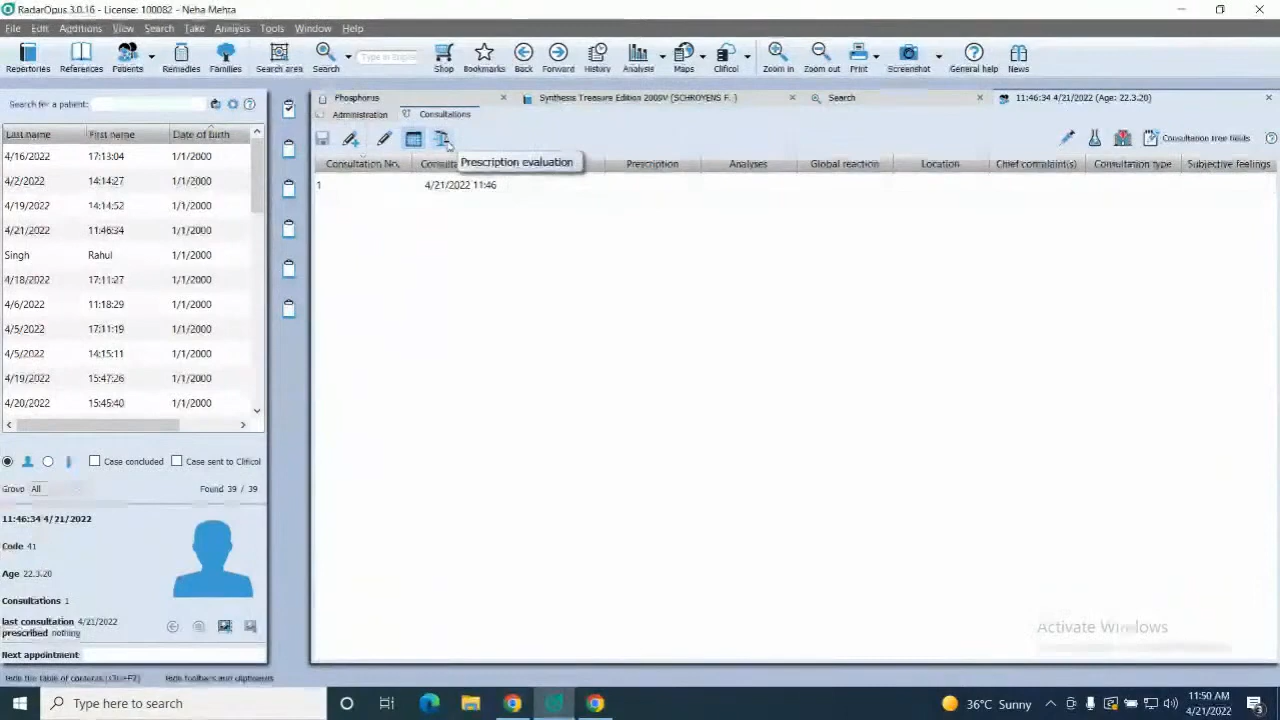 RadarOpus 3.0.16 - License: 100082 - Neha Mehta
File Edit Additions View Search Take Analysis Tools Window Help
Repertories References Patients Remedies Families Search area Search Shop Bookmarks Back Forward History Analysis Maps Clificol Zoom in Zoom out Print Screenshot General help News
Search for a patient:
Phosphorus
Synthesis Treasure Edition 2009V [SCHROYENS F. ]
Search
11:46:34 4/21/2022 (Age: 22.3.20)
Administration Consultations
Consultation tree fields
Prescription evaluation
Last name First name Date of birth
4/16/2022 17:13:04 1/1/2000
4/2/2022 14:14:27 1/1/2000
4/19/2022 14:14:52 1/1/2000
4/21/2022 11:46:34 1/1/2000
Singh Rahul 1/1/2000
4/18/2022 17:11:27 1/1/2000
4/6/2022 11:18:29 1/1/2000
4/5/2022 17:11:19 1/1/2000
4/5/2022 14:15:11 1/1/2000
4/19/2022 15:47:26 1/1/2000
4/20/2022 15:45:40 1/1/2000
Consultation No. Prescription Analyses Global reaction Location Chief complaint(s) Consultation type Subjective feelings
1 4/21/2022 11:46
Case concluded Case sent to Clificol
Group All Found 39 / 39
11:46:34 4/21/2022
Code 41
Age 22.3.20
Consultations 1
last consultation 4/21/2022
prescribed nothing
Next appointment
Activate Windows
Hide the table of contents (Ctrl+F2) Hide toolbars and clipboards
Type here to search
36°C Sunny
11:50 AM
4/21/2022
3